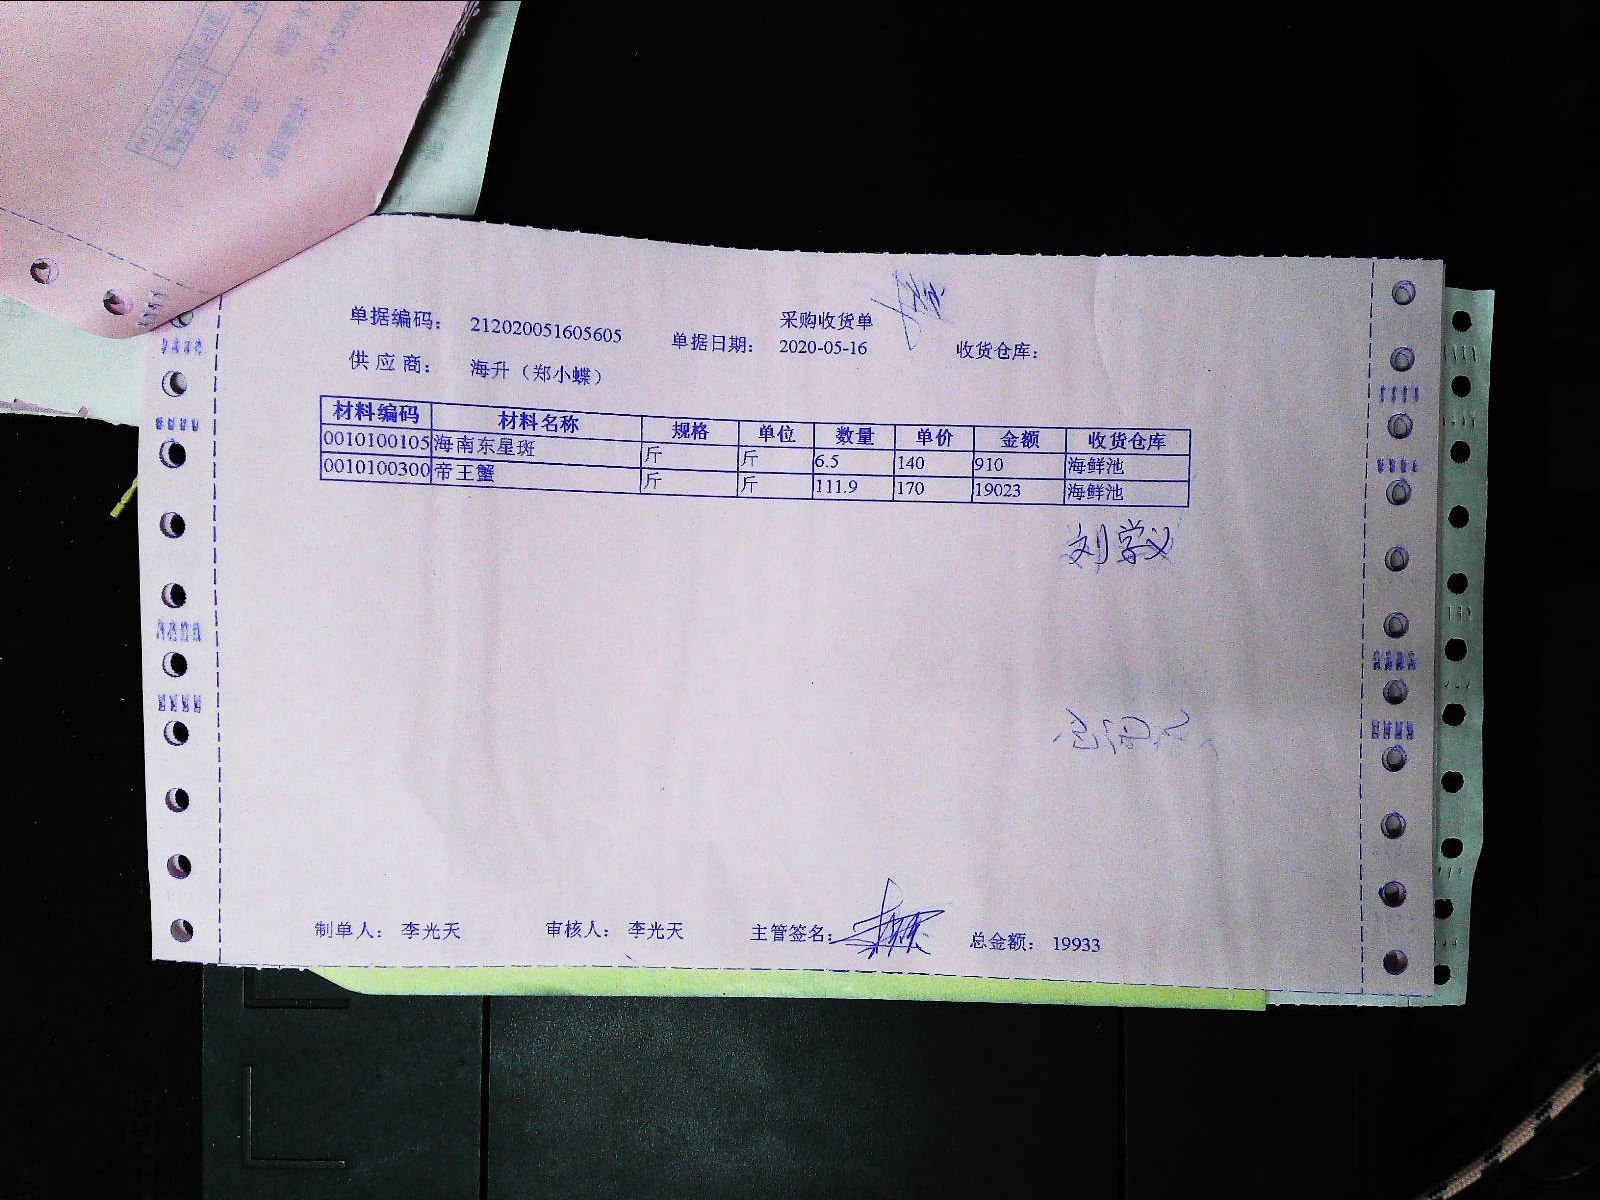 采购收货单
单据编码： 212020051605605 单据日期： 2020-05-16 收货仓库：
供应商： 海升（郑小蝶）
材料编码 材料名称 规格 单位 数量 单价 金额 收货仓库
0010100105 海南东星斑 斤 斤 6.5 140 910 海鲜池
0010100300 帝王蟹 斤 斤 111.9 170 19023 海鲜池
刘学义
制单人： 李光天 审核人： 李光天 主管签名： 总金额： 19933